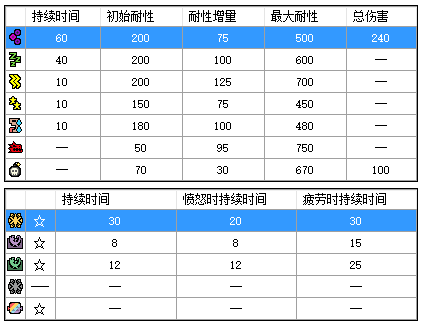 持续时间 初始耐性 耐性增量 最大耐性 总伤害
60 200 75 500 240
40 200 100 600 —
10 200 125 700 —
10 150 75 450 —
10 180 100 480 —
— 50 95 750 —
— 70 30 670 100
持续时间 愤怒时持续时间 疲劳时持续时间
☆ 30 20 30
☆ 8 8 15
☆ 12 12 25
— — — —
☆ — — —